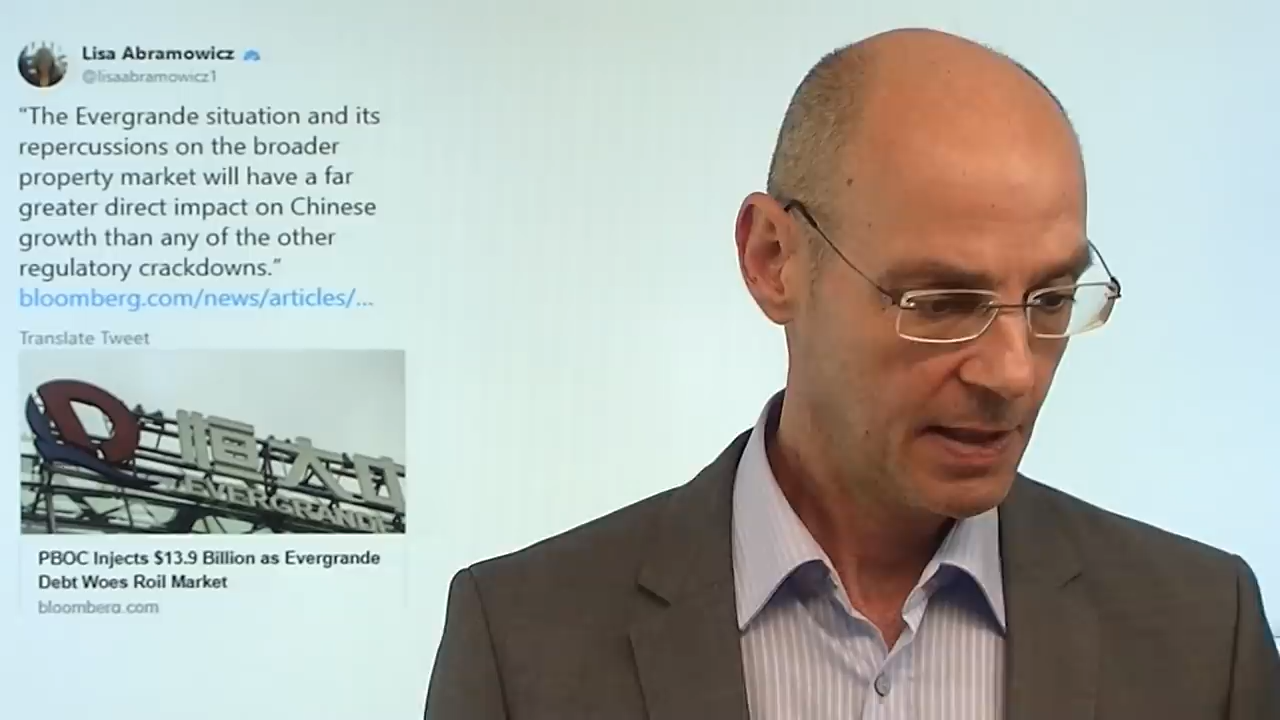 Lisa Abramowicz
@lisaabramowicz1
“The Evergrande situation and its
repercussions on the broader
property market will have a far
greater direct impact on Chinese
growth than any of the other
regulatory crackdowns.”
bloomberg.com/news/articles/...
Translate Tweet
恒大
EVERGRANDE
PBOC Injects $13.9 Billion as Evergrande
Debt Woes Roil Market
bloomberg.com